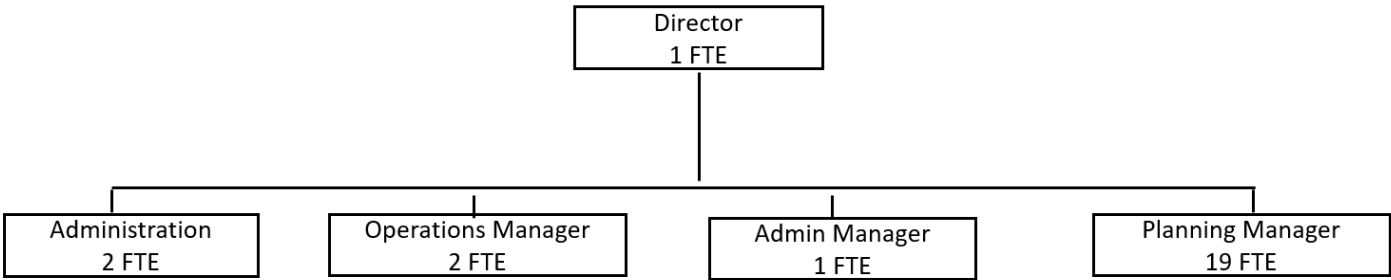 Director
1 FTE
Administration
2 FTE
Operations Manager
2 FTE
Admin Manager
1 FTE
Planning Manager
19 FTE